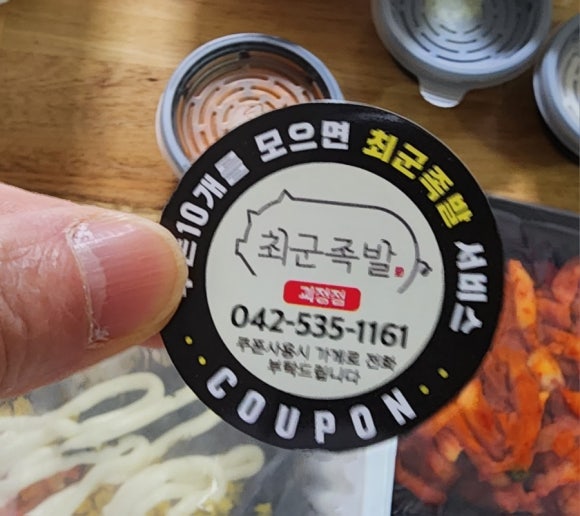 10개를 모으면 최군족발 서비스
최군족발
괴정점
042-535-1161
쿠폰사용시 가게로 전화
부탁드립니다
COUPON